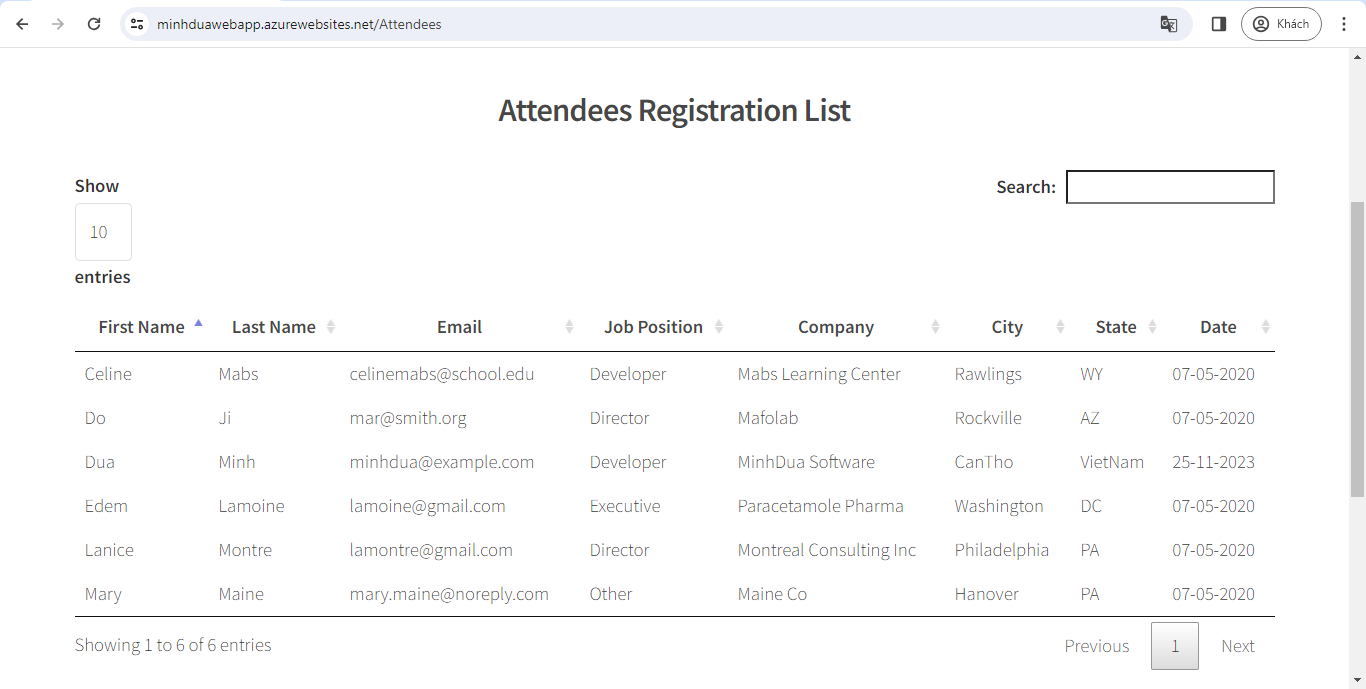 minhduawebapp.azurewebsites.net/Attendees
Khách
Attendees Registration List
Show
10
entries
Search:
First Name Last Name Email Job Position Company City State Date
Celine Mabs celinemabs@school.edu Developer Mabs Learning Center Rawlings WY 07-05-2020
Do Ji mar@smith.org Director Mafolab Rockville AZ 07-05-2020
Dua Minh minhdua@example.com Developer MinhDua Software CanTho VietNam 25-11-2023
Edem Lamoine lamoine@gmail.com Executive Paracetamole Pharma Washington DC 07-05-2020
Lanice Montre lamontre@gmail.com Director Montreal Consulting Inc Philadelphia PA 07-05-2020
Mary Maine mary.maine@noreply.com Other Maine Co Hanover PA 07-05-2020
Showing 1 to 6 of 6 entries
Previous 1 Next